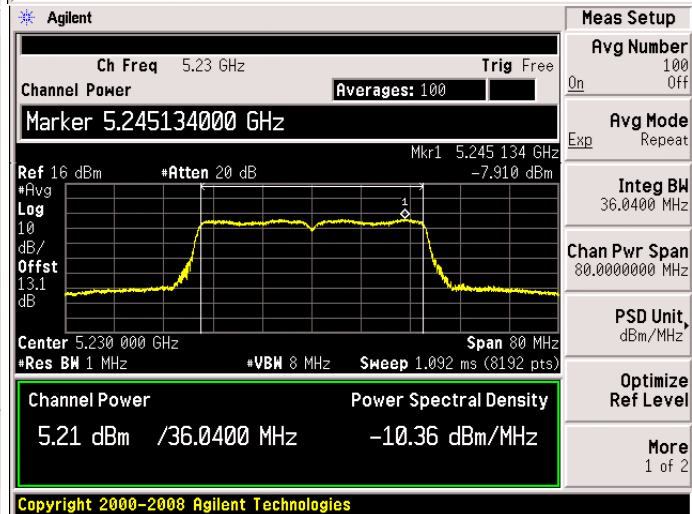 Agilent
Meas Setup
Ch Freq 5.23 GHz Trig Free
Channel Power Averages: 100
Marker 5.245134000 GHz
Mkr1 5.245 134 GHz
Ref 16 dBm #Atten 20 dB -7.910 dBm
#Avg
Log
10
dB/
Offst
13.1
dB
1
Center 5.230 000 GHz Span 80 MHz
#Res BW 1 MHz #VBW 8 MHz Sweep 1.092 ms (8192 pts)
Channel Power Power Spectral Density
5.21 dBm /36.0400 MHz -10.36 dBm/MHz
Copyright 2000-2008 Agilent Technologies
Avg Number
100
On Off
Avg Mode
Exp Repeat
Integ BW
36.0400 MHz
Chan Pwr Span
80.0000000 MHz
PSD Unit
dBm/MHz
Optimize
Ref Level
More
1 of 2